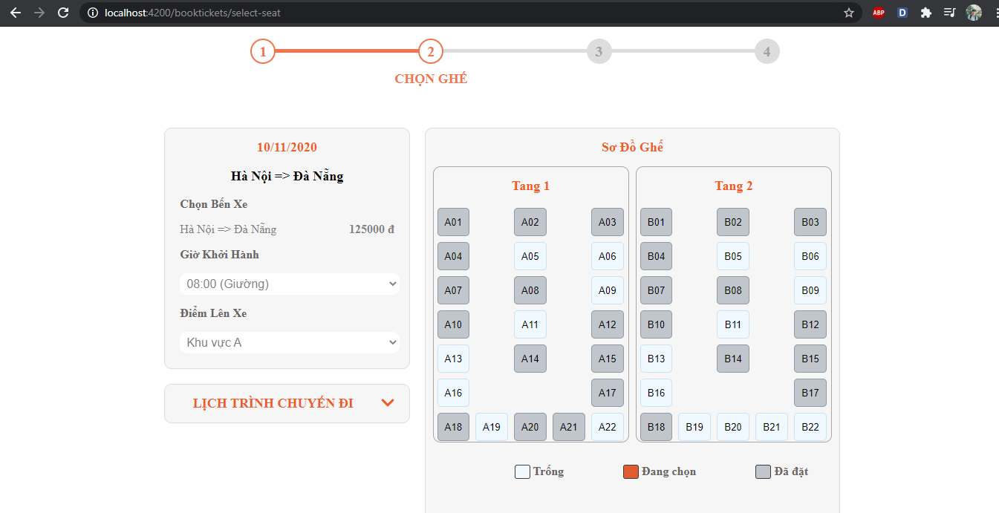 localhost:4200/booktickets/select-seat
ABP
D
1 2 3 4
CHỌN GHẾ
10/11/2020
Hà Nội => Đà Nẵng
Chọn Bến Xe
Hà Nội => Đà Nẵng 125000 đ
Giờ Khởi Hành
08:00 (Giường)
Điểm Lên Xe
Khu vực A
LỊCH TRÌNH CHUYẾN ĐI
Sơ Đồ Ghế
Tang 1
A01 A02 A03
A04 A05 A06
A07 A08 A09
A10 A11 A12
A13 A14 A15
A16 A17
A18 A19 A20 A21 A22
Tang 2
B01 B02 B03
B04 B05 B06
B07 B08 B09
B10 B11 B12
B13 B14 B15
B16 B17
B18 B19 B20 B21 B22
Trống Đang chọn Đã đặt